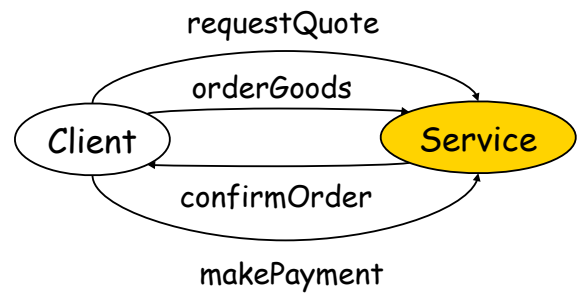 requestQuote
orderGoods
Client
Service
confirmOrder
makePayment